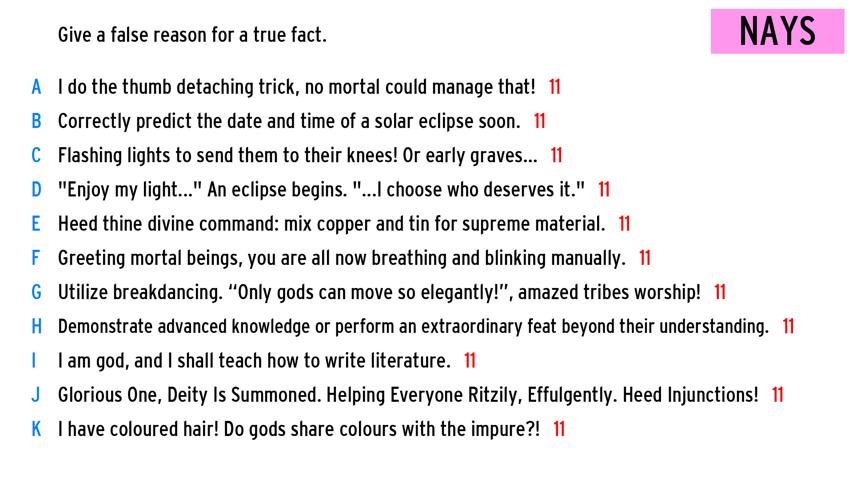 Give a false reason for a true fact.
NAYS
A I do the thumb detaching trick, no mortal could manage that! 11
B Correctly predict the date and time of a solar eclipse soon. 11
C Flashing lights to send them to their knees! Or early graves... 11
D "Enjoy my light..." An eclipse begins. "...I choose who deserves it." 11
E Heed thine divine command: mix copper and tin for supreme material. 11
F Greeting mortal beings, you are all now breathing and blinking manually. 11
G Utilize breakdancing. “Only gods can move so elegantly!”, amazed tribes worship! 11
H Demonstrate advanced knowledge or perform an extraordinary feat beyond their understanding. 11
I I am god, and I shall teach how to write literature. 11
J Glorious One, Deity Is Summoned. Helping Everyone Ritzily, Effulgently. Heed Injunctions! 11
K I have coloured hair! Do gods share colours with the impure?! 11